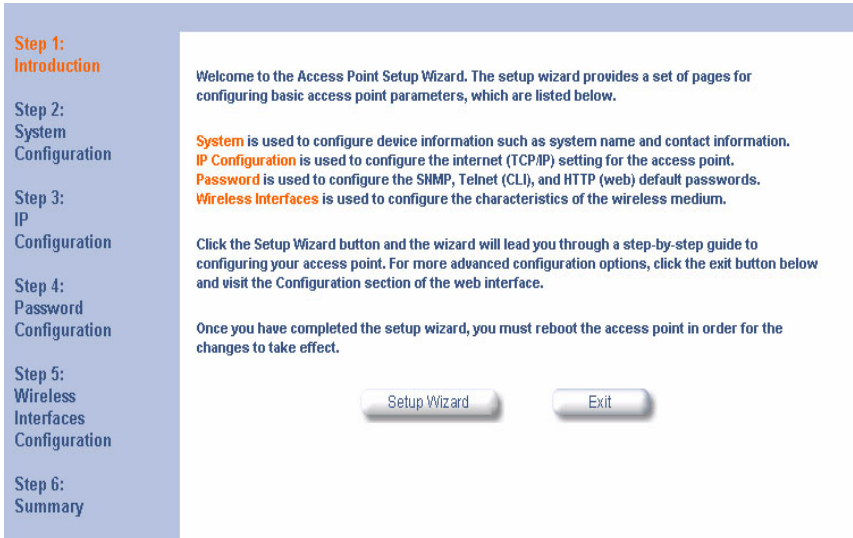 Step 1:
Introduction
Step 2:
System
Configuration
Step 3:
IP
Configuration
Step 4:
Password
Configuration
Step 5:
Wireless
Interfaces
Configuration
Step 6:
Summary
Welcome to the Access Point Setup Wizard. The setup wizard provides a set of pages for
configuring basic access point parameters, which are listed below.
System is used to configure device information such as system name and contact information.
IP Configuration is used to configure the internet (TCP/IP) setting for the access point.
Password is used to configure the SNMP, Telnet (CLI), and HTTP (web) default passwords.
Wireless Interfaces is used to configure the characteristics of the wireless medium.
Click the Setup Wizard button and the wizard will lead you through a step-by-step guide to
configuring your access point. For more advanced configuration options, click the exit button below
and visit the Configuration section of the web interface.
Once you have completed the setup wizard, you must reboot the access point in order for the
changes to take effect.
Setup Wizard
Exit